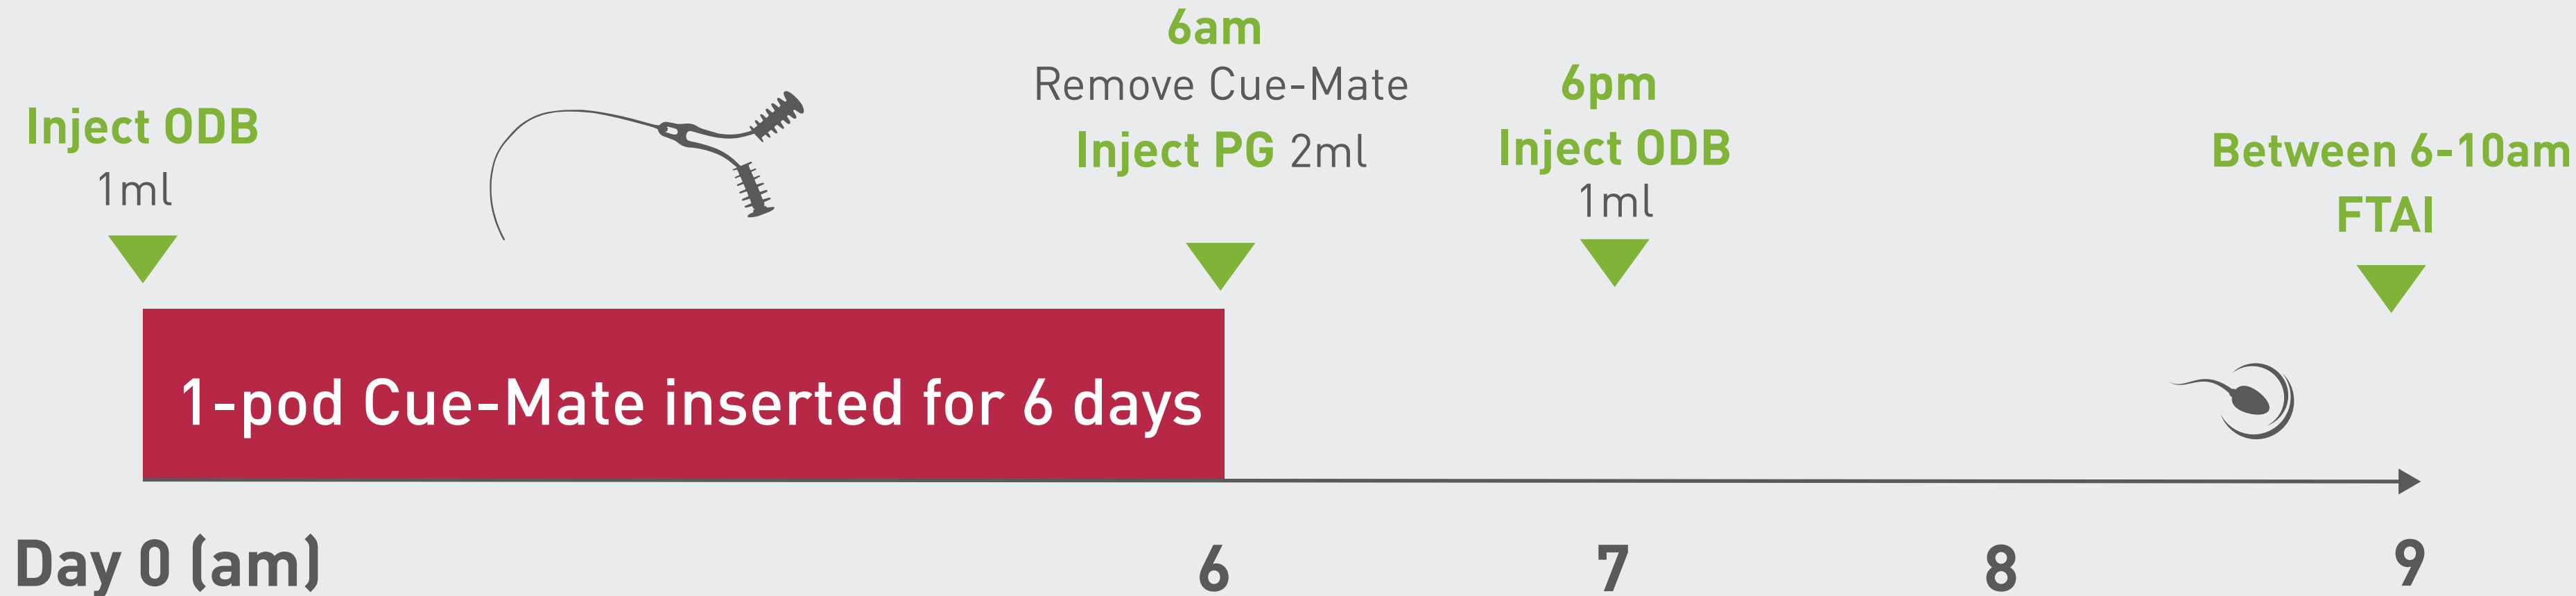 Inject ODB
1ml
6am
Remove Cue-Mate
Inject PG 2ml
6pm
Inject ODB
1ml
Between 6-10am
FTAI
1-pod Cue-Mate inserted for 6 days
Day 0 (am)
6
7
8
9